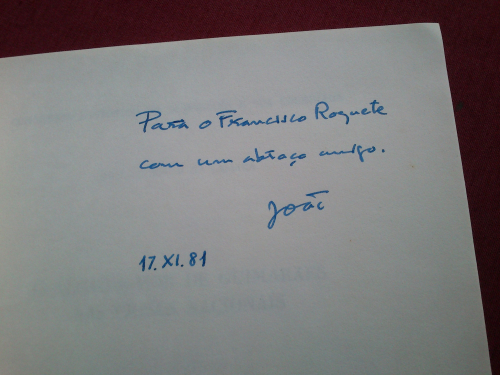 Para o Francisco Roquete
com um abraço amigo.
João
17.XI.81